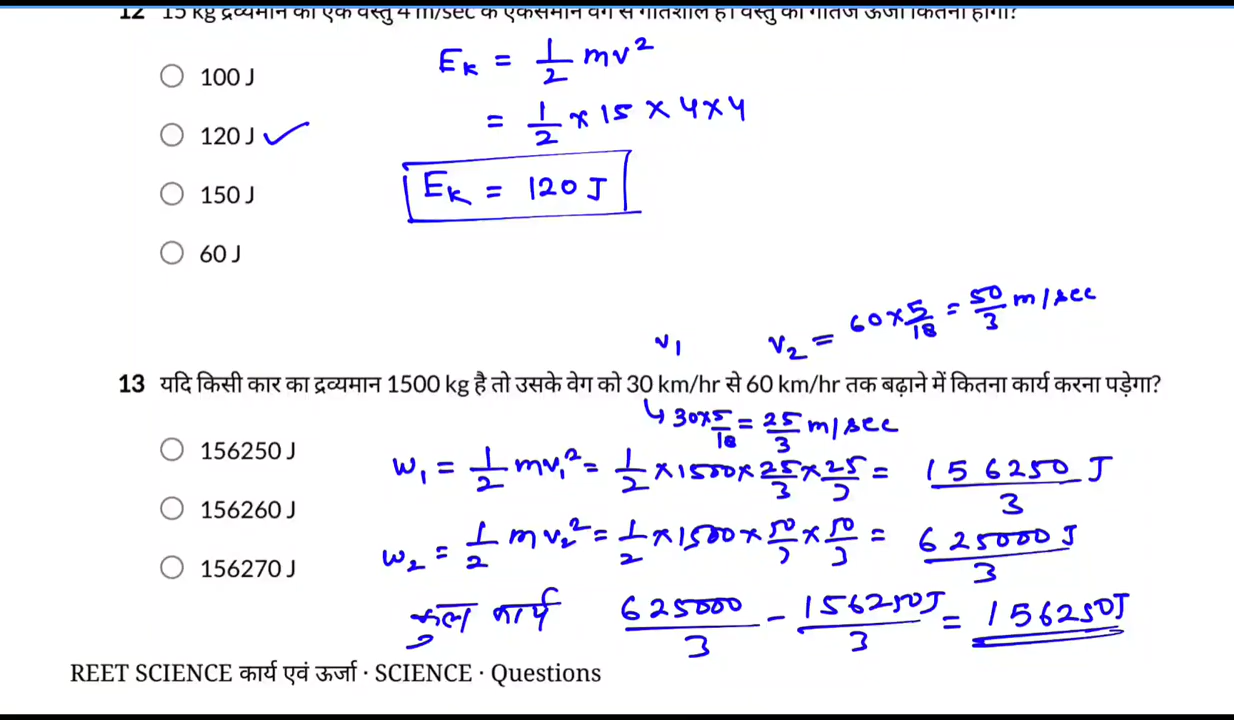 12 15 kg द्रव्यमान की एक वस्तु 4 m/sec के एकसमान वेग से गतिशील है। वस्तु की गतिज ऊर्जा कितनी होगी?
100 J
120 J ✓
150 J
60 J
E_K = 1/2 mv²
= 1/2 × 15 × 4 × 4
E_K = 120 J
v₁ v₂ = 60 × 5/18 = 50/3 m/sec
13 यदि किसी कार का द्रव्यमान 1500 kg है तो उसके वेग को 30 km/hr से 60 km/hr तक बढ़ाने में कितना कार्य करना पड़ेगा?
↳ 30 × 5/18 = 25/3 m/sec
156250 J
156260 J
156270 J
W₁ = 1/2 mv₁² = 1/2 × 1500 × 25/3 × 25/3 = 156250/3 J
W₂ = 1/2 mv₂² = 1/2 × 1500 × 50/3 × 50/3 = 625000/3 J
कुल कार्य 625000/3 - 156250J/3 = 156250J
REET SCIENCE कार्य एवं ऊर्जा · SCIENCE · Questions